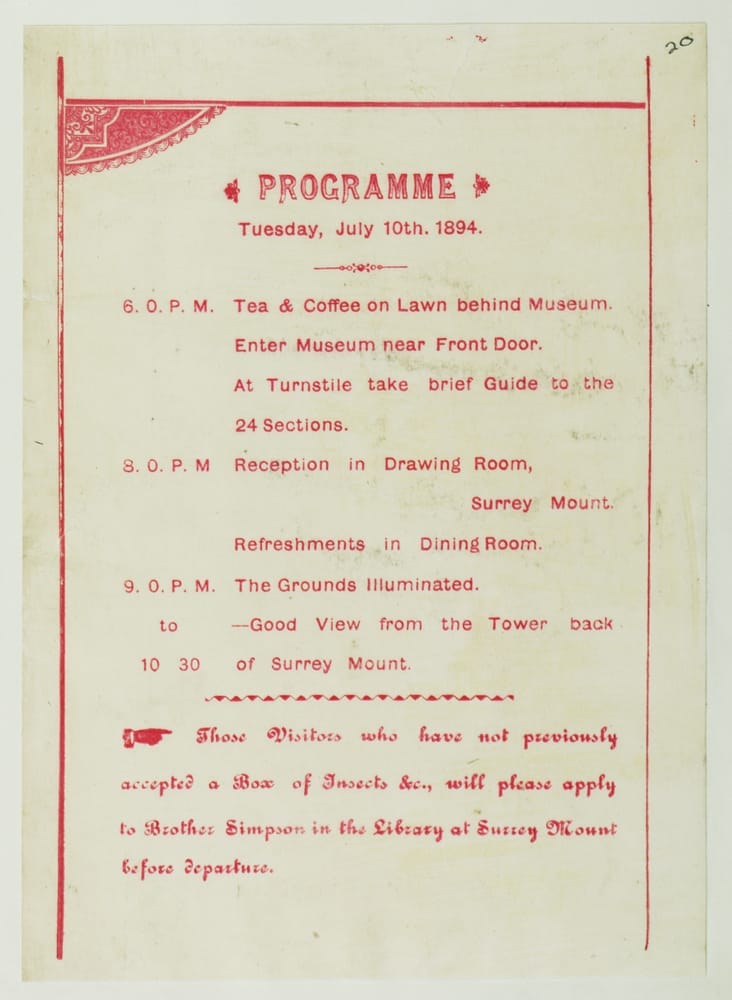 20
PROGRAMME
Tuesday, July 10th. 1894.
6. 0. P. M. Tea & Coffee on Lawn behind Museum.
Enter Museum near Front Door.
At Turnstile take brief Guide to the
24 Sections.
8. 0. P. M Reception in Drawing Room,
Surrey Mount.
Refreshments in Dining Room.
9. 0. P. M. The Grounds Illuminated.
to —Good View from the Tower back
10 30 of Surrey Mount.
Those Visitors who have not previously
accepted a Box of Insects &c., will please apply
to Brother Simpson in the Library at Surrey Mount
before departure.